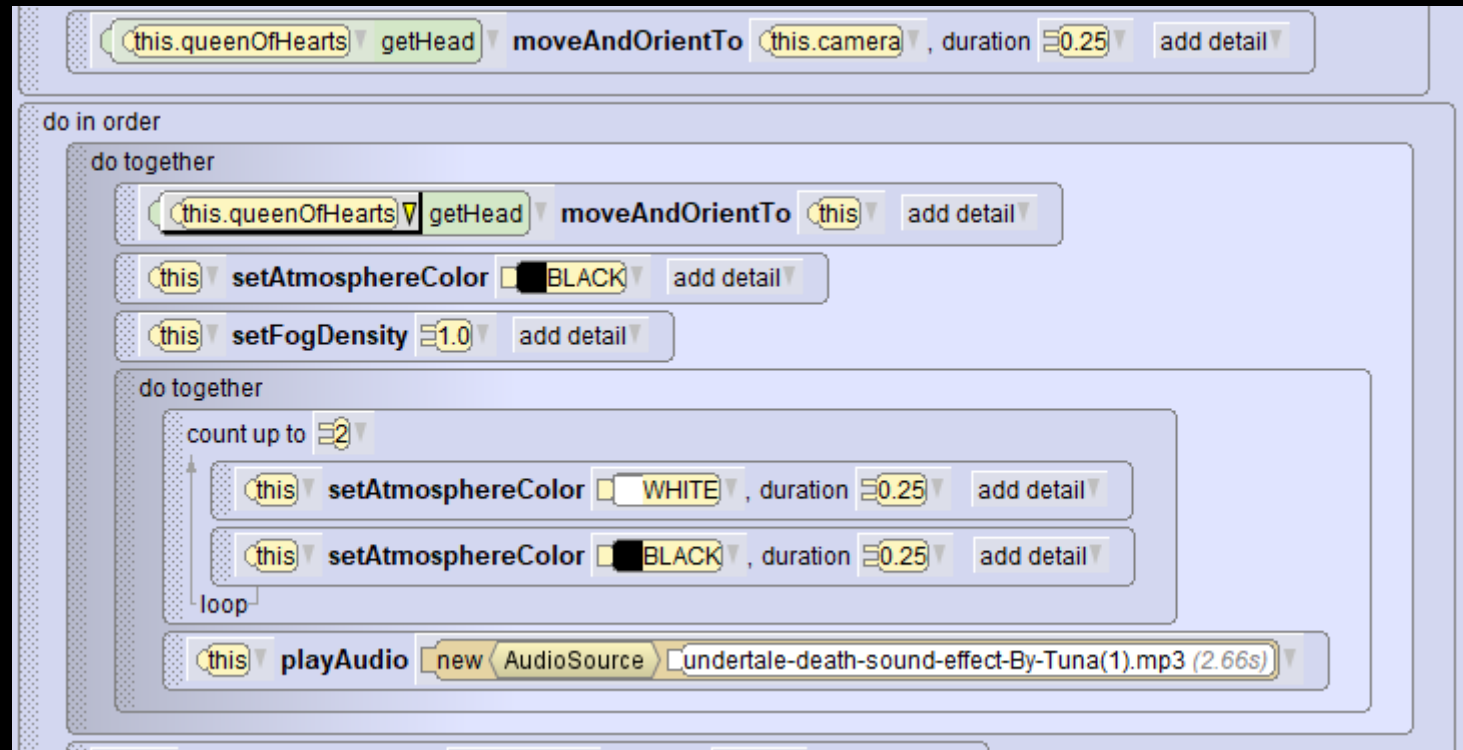 this.queenOfHearts getHead moveAndOrientTo this.camera , duration 0.25 add detail
do in order
do together
this.queenOfHearts getHead moveAndOrientTo this add detail
this setAtmosphereColor BLACK add detail
this setFogDensity 1.0 add detail
do together
count up to 2
this setAtmosphereColor WHITE , duration 0.25 add detail
this setAtmosphereColor BLACK , duration 0.25 add detail
loop
this playAudio new AudioSource undertale-death-sound-effect-By-Tuna(1).mp3 (2.66s)